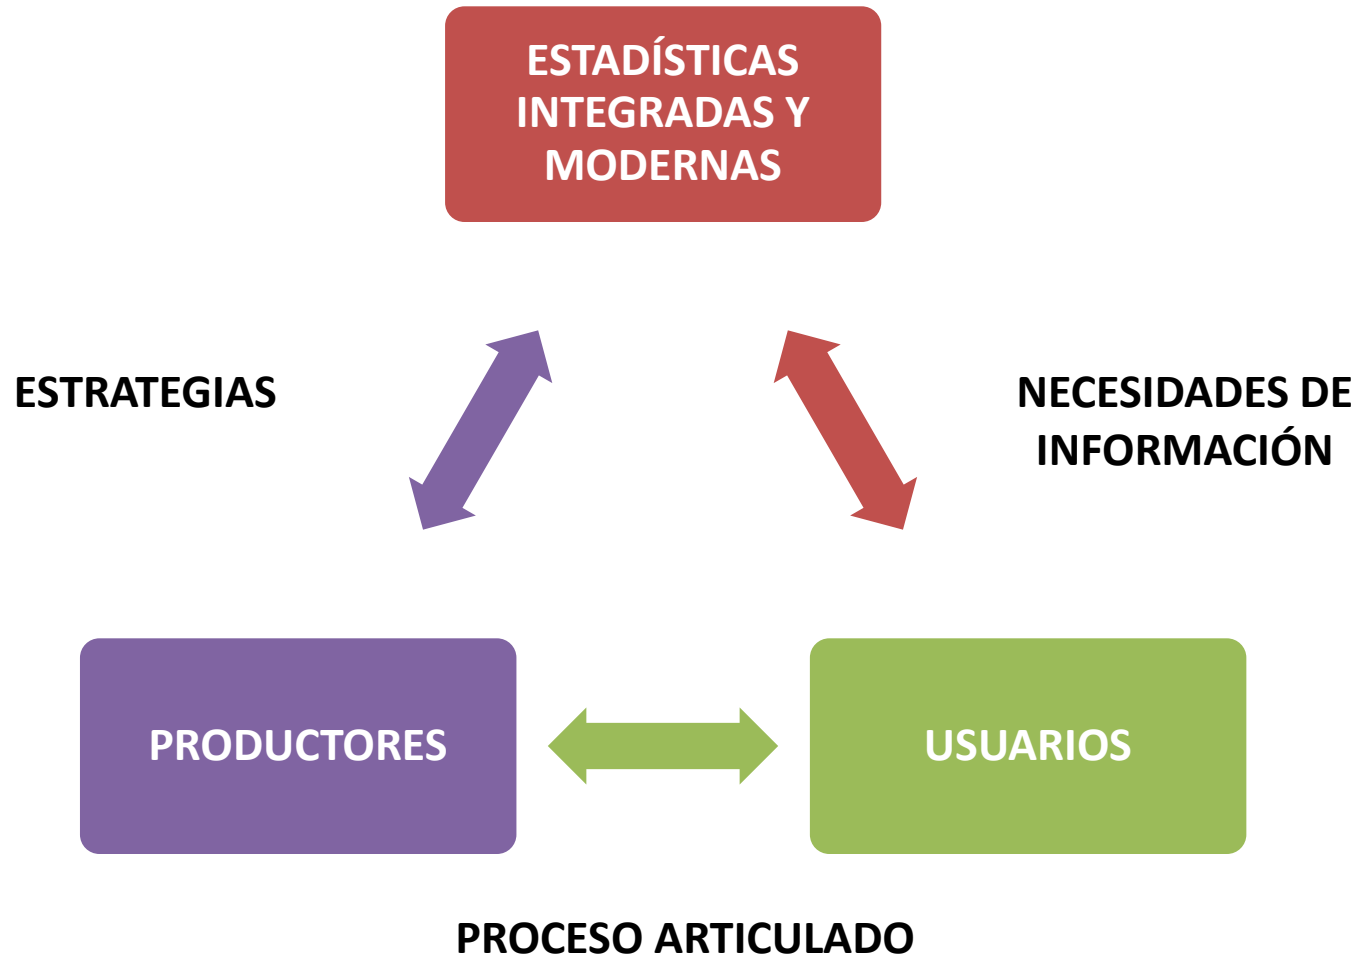 ESTADÍSTICAS
INTEGRADAS Y
MODERNAS
ESTRATEGIAS
NECESIDADES DE
INFORMACIÓN
PRODUCTORES
USUARIOS
PROCESO ARTICULADO